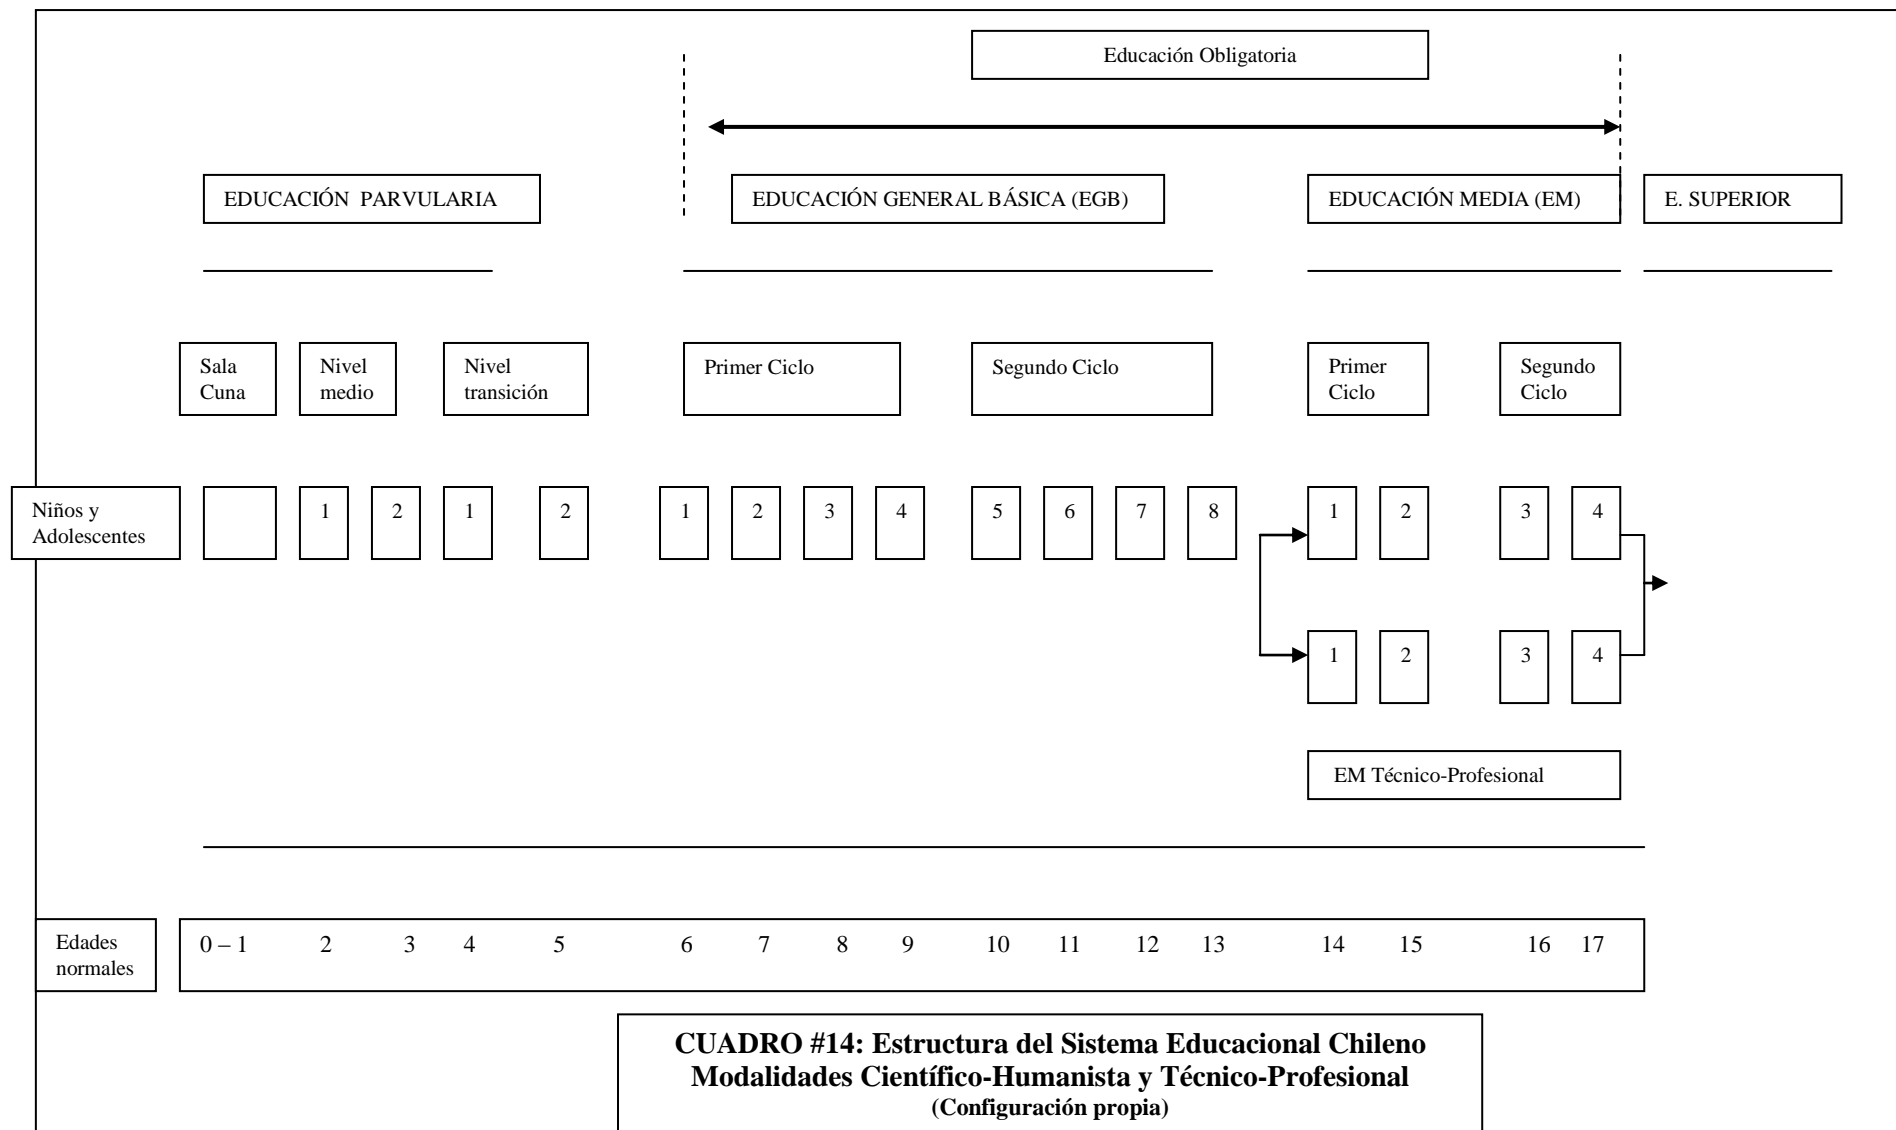 Educación Obligatoria
EDUCACIÓN PARVULARIA
EDUCACIÓN GENERAL BÁSICA (EGB)
EDUCACIÓN MEDIA (EM)
E. SUPERIOR
Sala
Cuna
Nivel
medio
Nivel
transición
Primer Ciclo
Segundo Ciclo
Primer
Ciclo
Segundo
Ciclo
Niños y
Adolescentes
1 2 1 2 1 2 3 4 5 6 7 8 1 2 3 4
1 2 3 4
EM Técnico-Profesional
Edades
normales
0 – 1 2 3 4 5 6 7 8 9 10 11 12 13 14 15 16 17
CUADRO #14: Estructura del Sistema Educacional Chileno
Modalidades Científico-Humanista y Técnico-Profesional
(Configuración propia)